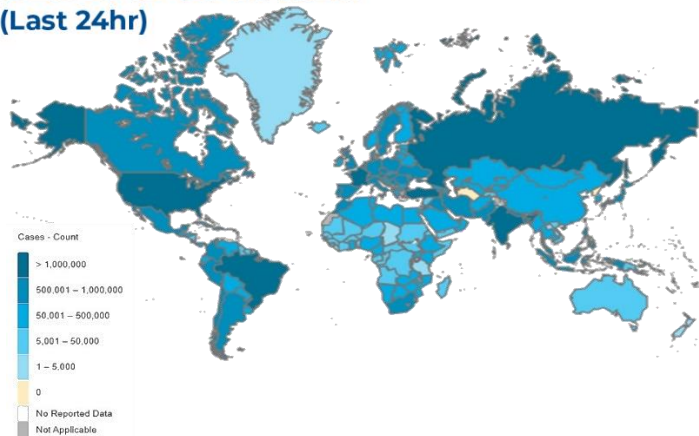 (Last 24hr)
Cases - Count
> 1,000,000
500,001 – 1,000,000
50,001 – 500,000
5,001 – 50,000
1 – 5,000
0
No Reported Data
Not Applicable